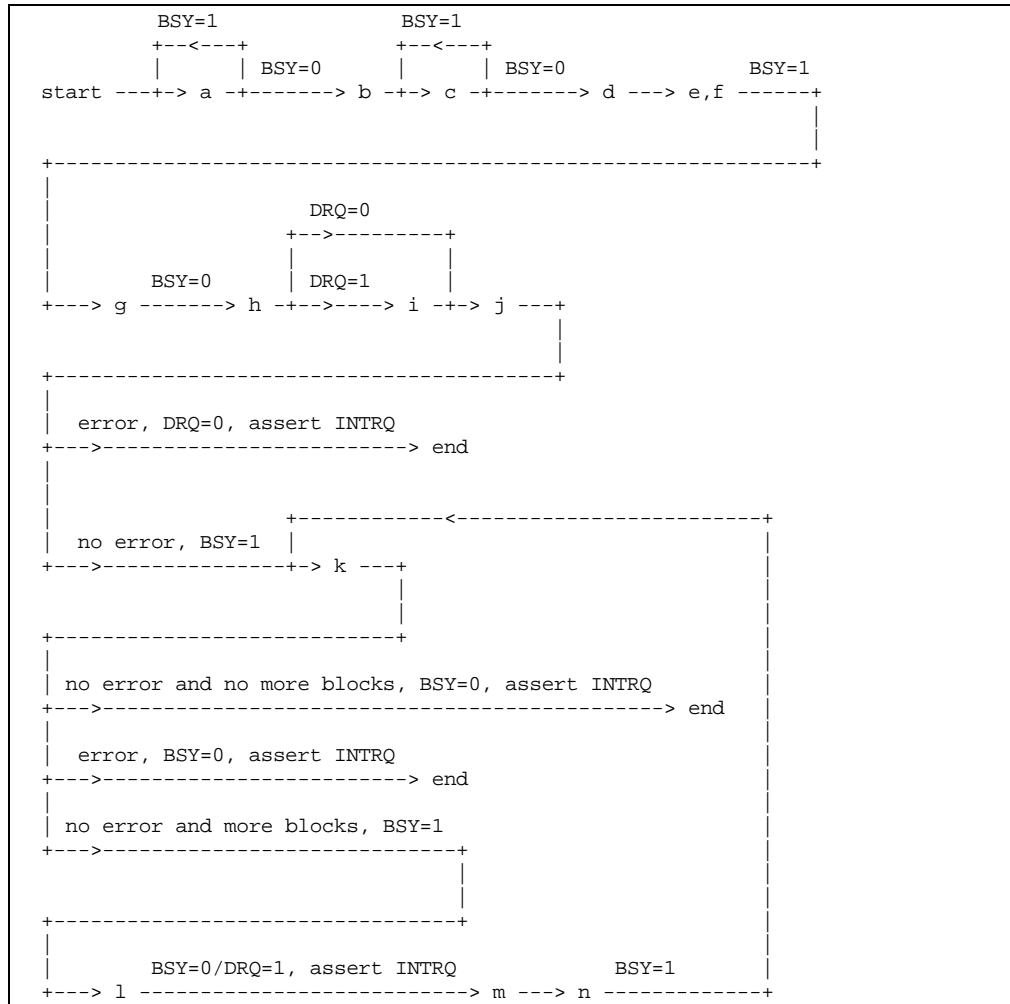 BSY=1 BSY=1
+--<---+ +--<---+
| | BSY=0 | | BSY=0 BSY=1
start ---+-> a -+-------> b -+-> c -+-------> d ---> e,f ------+
|
|
+---------------------------------------------------------------+
|
| DRQ=0
| +-->---------+
| | |
| BSY=0 | DRQ=1 |
+---> g -------> h -+-->----> i -+-> j ---+
|
|
+------------------------------------------+
|
| error, DRQ=0, assert INTRQ
+--->-------------------------> end
|
|
| +------------<-------------------------+
| no error, BSY=1 | |
+--->---------------+-> k ---+ |
| |
| |
+-----------------------------+ |
| |
| no error and no more blocks, BSY=0, assert INTRQ |
+--->----------------------------------------------> end |
| |
| error, BSY=0, assert INTRQ |
+--->-------------------------> end |
| |
| no error and more blocks, BSY=1 |
+--->-----------------------------+ |
| |
| |
+----------------------------------+ |
| |
| BSY=0/DRQ=1, assert INTRQ BSY=1 |
+---> l ---------------------------> m ---> n -------------+